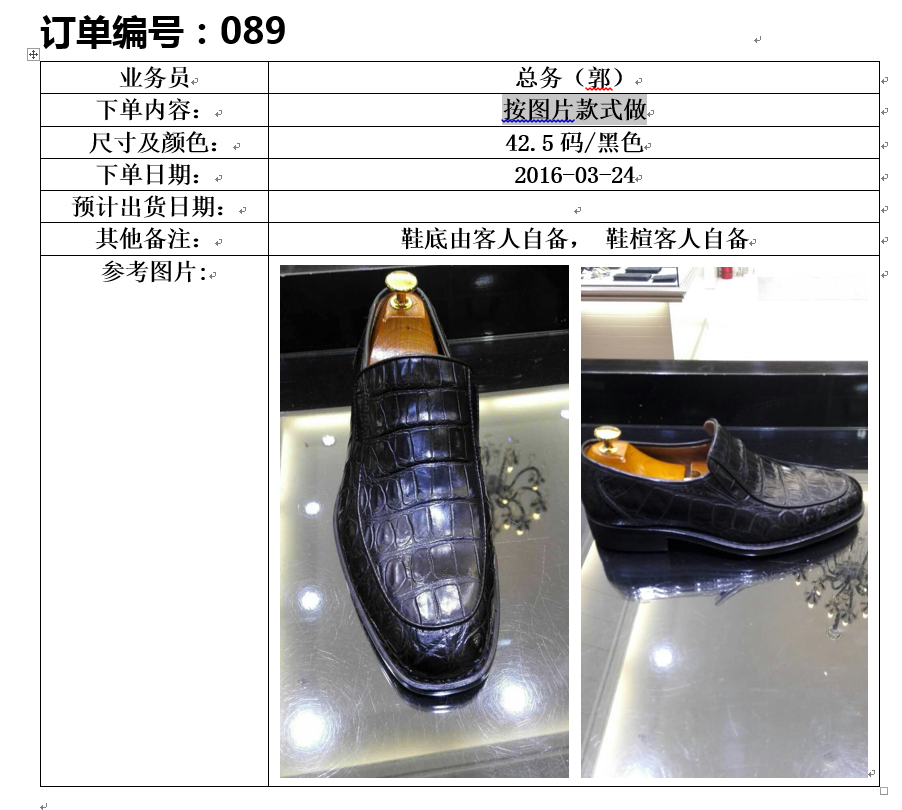 订单编号：089
业务员
总务（郭）
下单内容：
按图片款式做
尺寸及颜色：
42.5 码/黑色
下单日期：
2016-03-24
预计出货日期：
其他备注：
鞋底由客人自备， 鞋楦客人自备
参考图片: